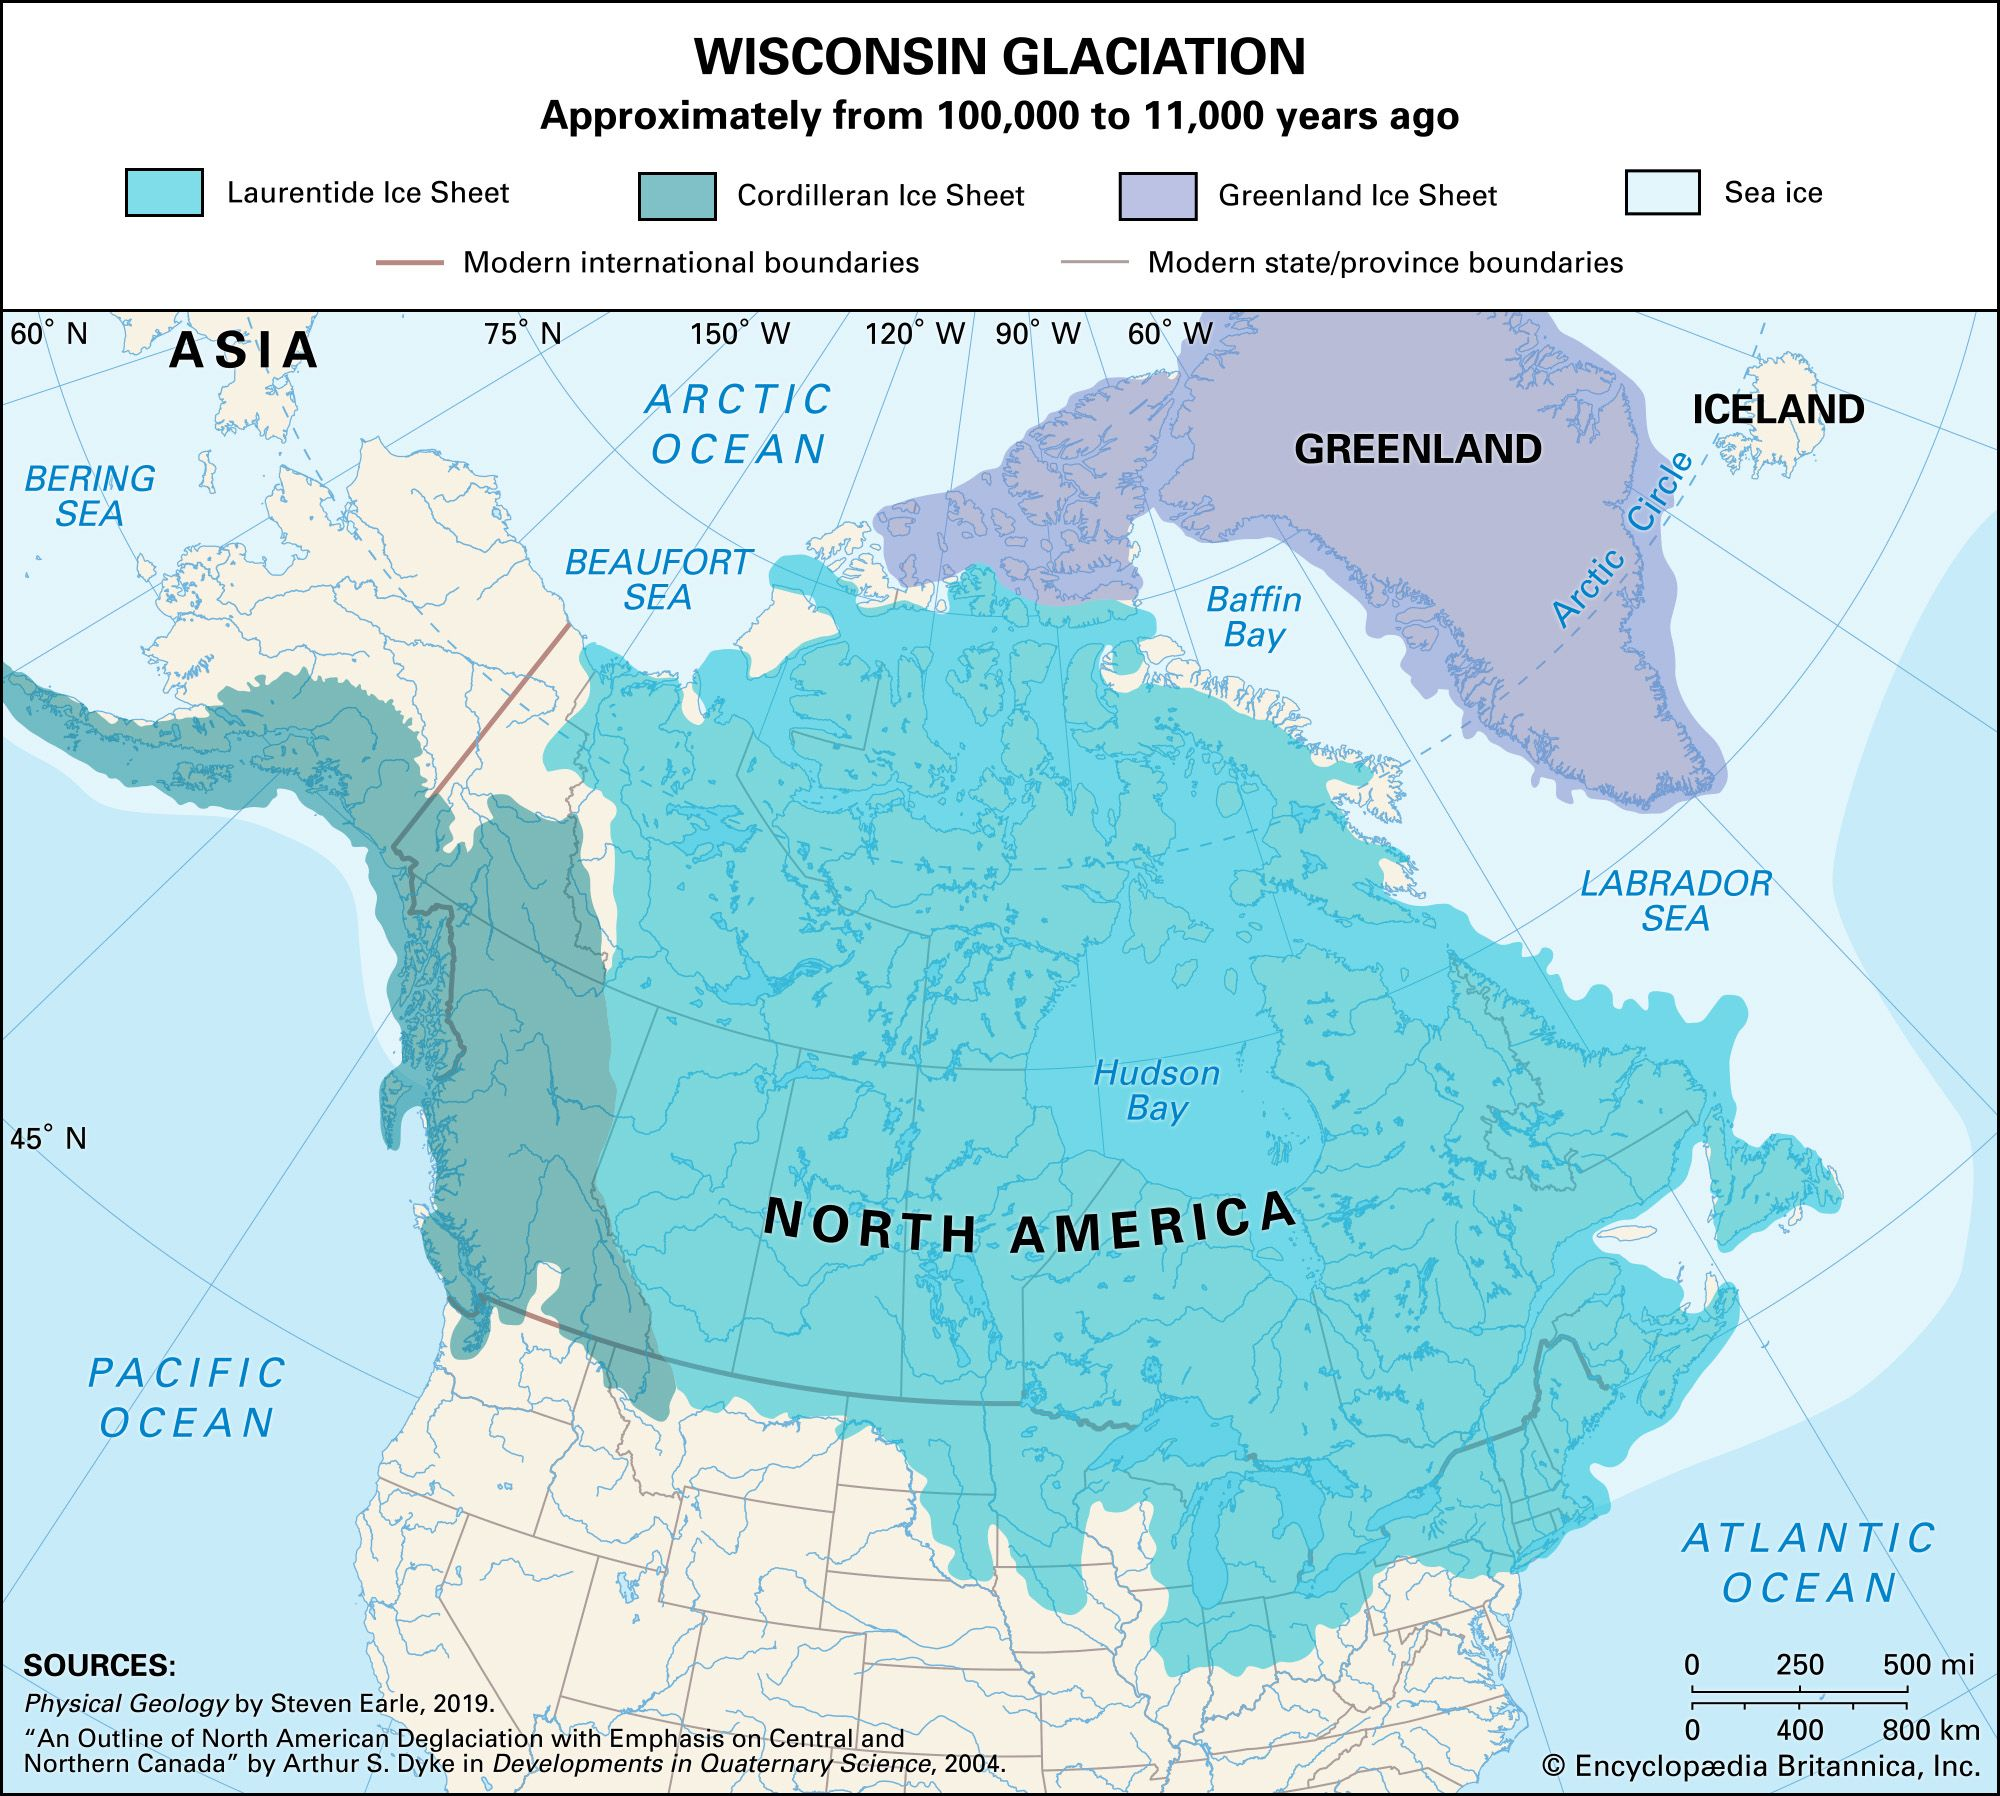 WISCONSIN GLACIATION
Approximately from 100,000 to 11,000 years ago
Laurentide Ice Sheet
Cordilleran Ice Sheet
Greenland Ice Sheet
Sea ice
Modern international boundaries
Modern state/province boundaries
60° N
75° N
150° W
120° W
90° W
60° W
ASIA
ARCTIC
OCEAN
ICELAND
GREENLAND
BERING
SEA
Arctic Circle
BEAUFORT
SEA
Baffin
Bay
LABRADOR
SEA
Hudson
Bay
45° N
NORTH AMERICA
PACIFIC
OCEAN
ATLANTIC
OCEAN
SOURCES:
Physical Geology by Steven Earle, 2019.
“An Outline of North American Deglaciation with Emphasis on Central and
Northern Canada” by Arthur S. Dyke in Developments in Quaternary Science, 2004.
0 250 500 mi
0 400 800 km
© Encyclopædia Britannica, Inc.